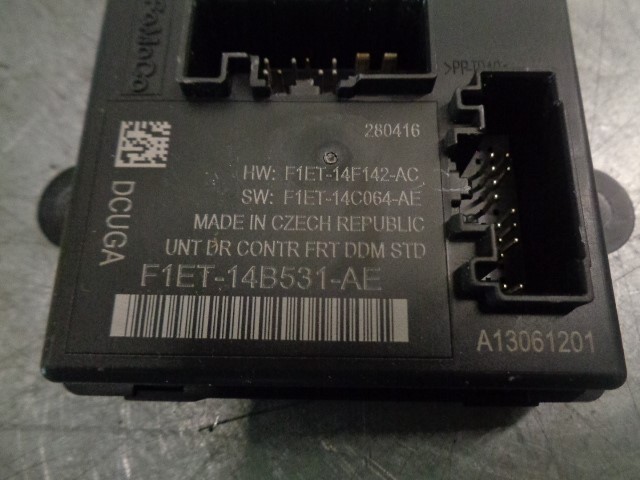 FoMoCo
280416
HW: F1ET-14F142-AC
SW: F1ET-14C064-AE
MADE IN CZECH REPUBLIC
UNT DR CONTR FRT DDM STD
F1ET-14B531-AE
DCUGA
A13061201